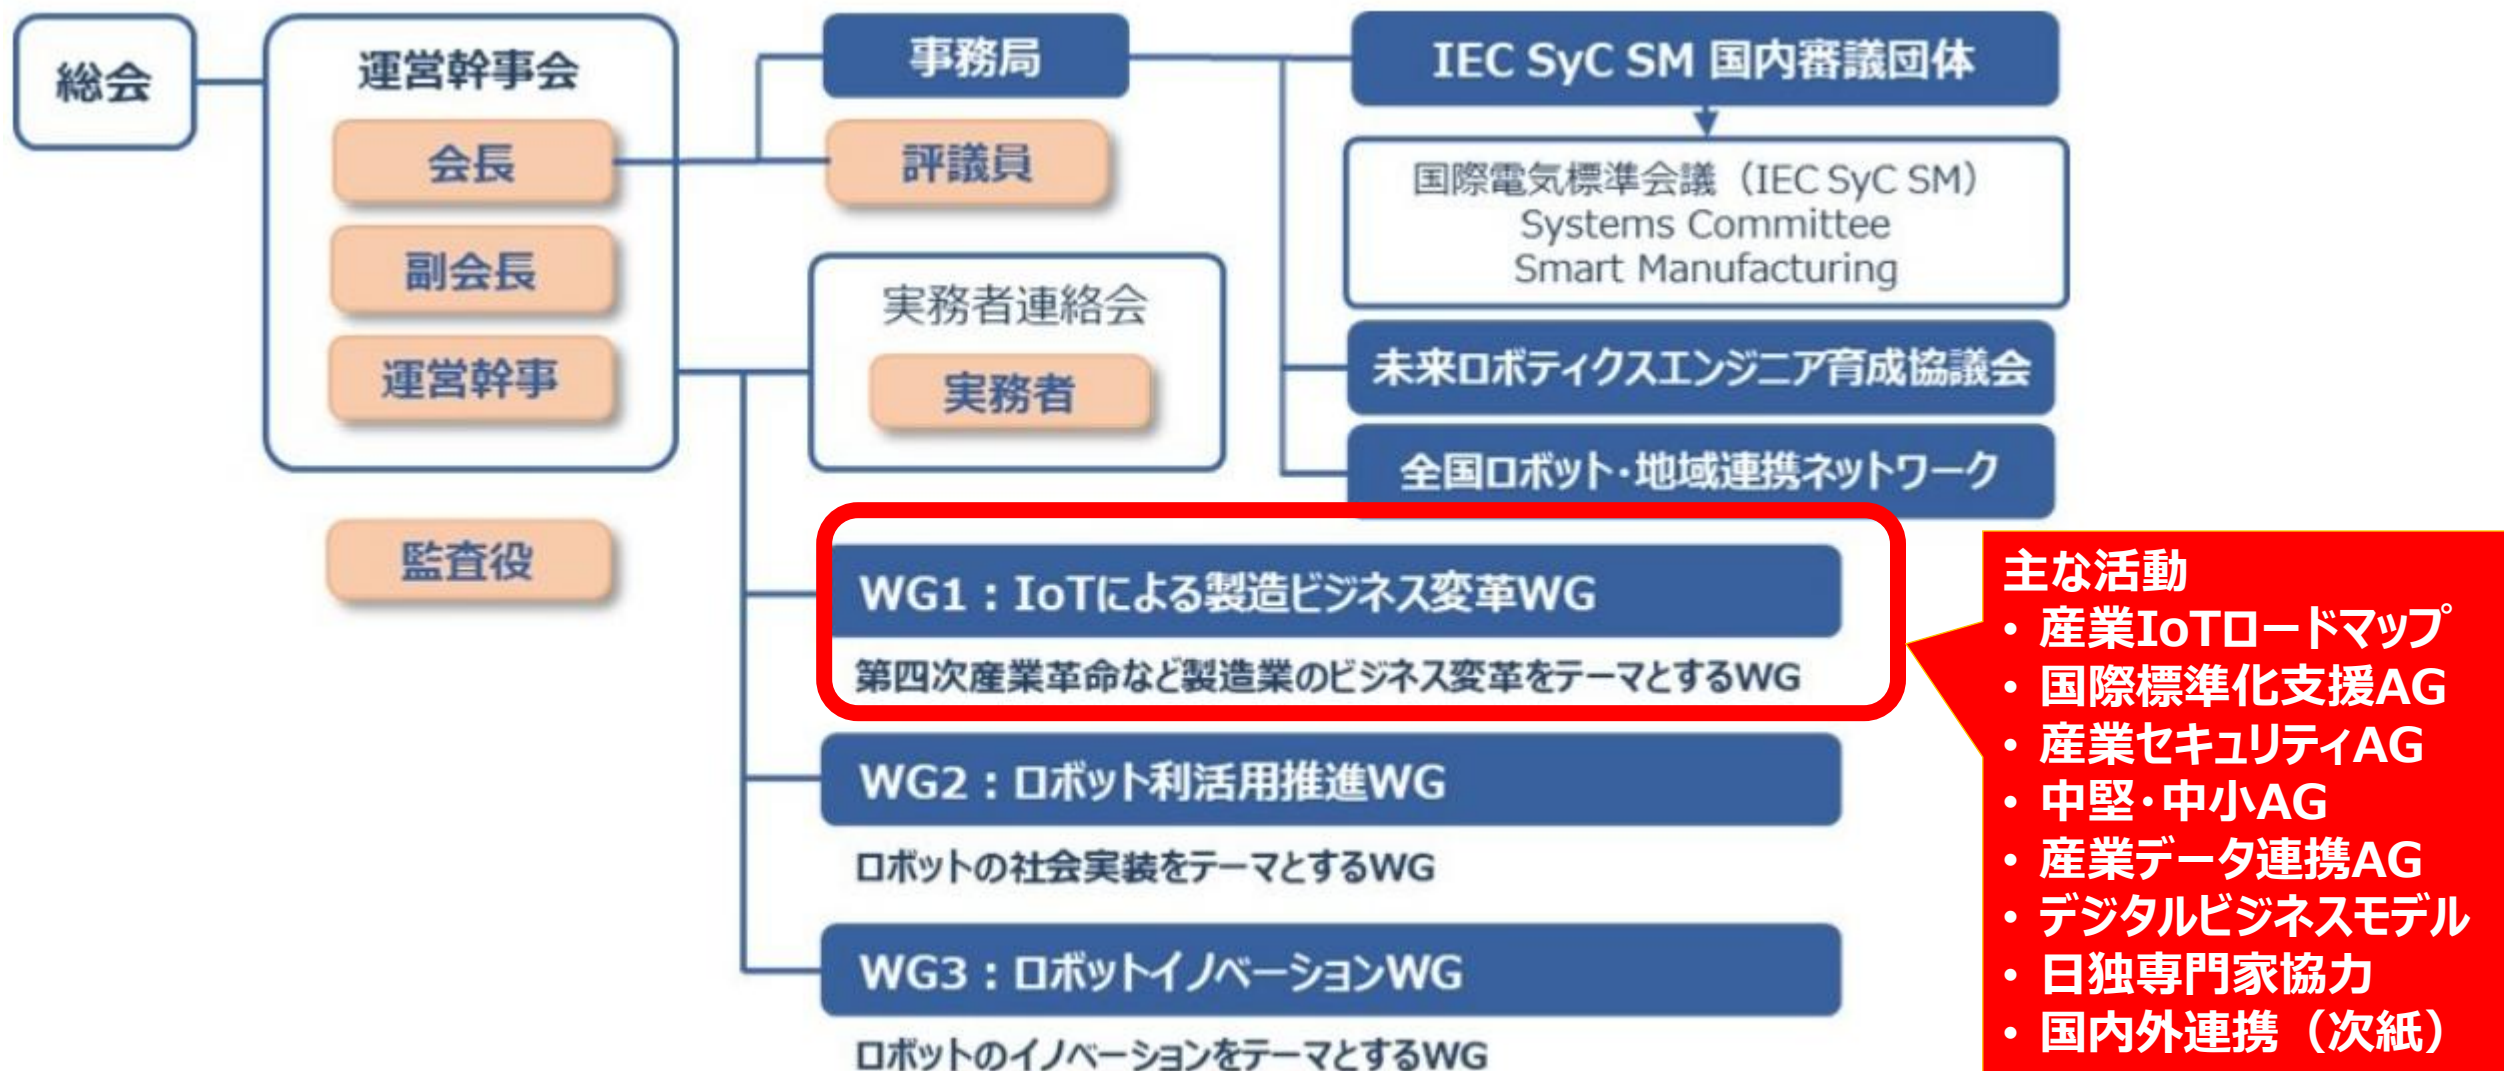 総会
運営幹事会
会長
副会長
運営幹事
監査役
事務局
評議員
実務者連絡会
実務者
IEC SyC SM 国内審議団体
国際電気標準会議（IEC SyC SM）
Systems Committee
Smart Manufacturing
未来ロボティクスエンジニア育成協議会
全国ロボット・地域連携ネットワーク
WG1：IoTによる製造ビジネス変革WG
第四次産業革命など製造業のビジネス変革をテーマとするWG
WG2：ロボット利活用推進WG
ロボットの社会実装をテーマとするWG
WG3：ロボットイノベーションWG
ロボットのイノベーションをテーマとするWG
主な活動
• 産業IoTロードマップ
• 国際標準化支援AG
• 産業セキュリティAG
• 中堅・中小AG
• 産業データ連携AG
• デジタルビジネスモデル
• 日独専門家協力
• 国内外連携（次紙）